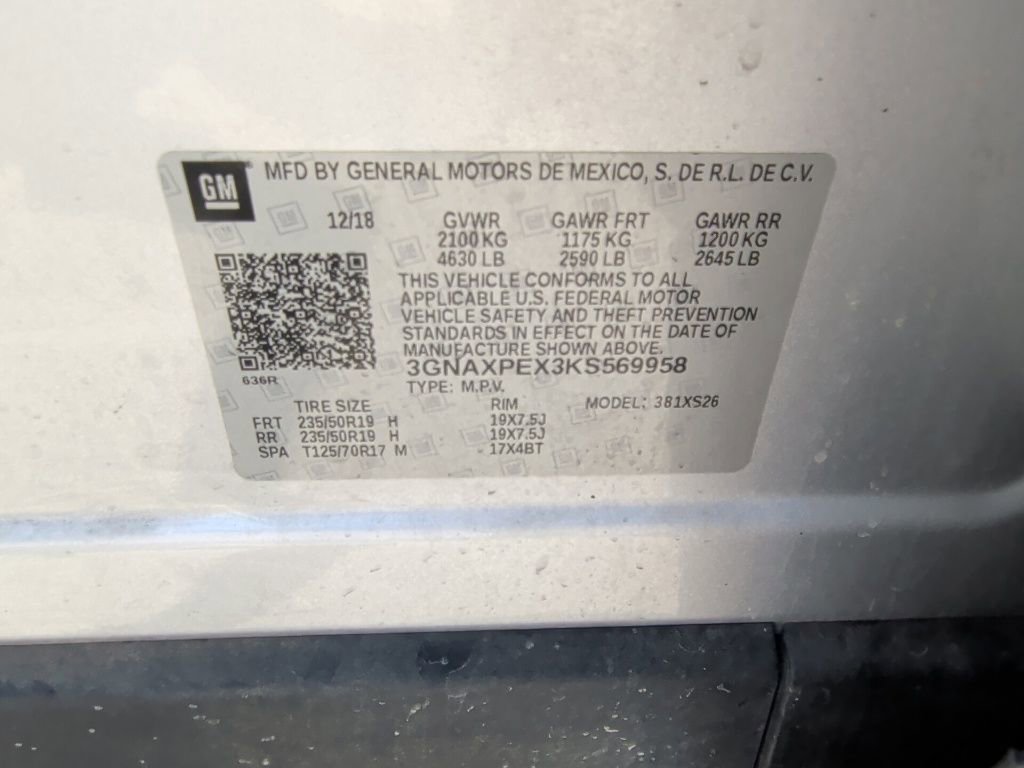 GM MFD BY GENERAL MOTORS DE MEXICO, S. DE R.L. DE C.V.
12/18 GVWR GAWR FRT GAWR RR
2100 KG 1175 KG 1200 KG
4630 LB 2590 LB 2645 LB
THIS VEHICLE CONFORMS TO ALL
APPLICABLE U.S. FEDERAL MOTOR
VEHICLE SAFETY AND THEFT PREVENTION
STANDARDS IN EFFECT ON THE DATE OF
MANUFACTURE SHOWN ABOVE.
3GNAXPEX3KS569958
636R TYPE: M.P.V.
TIRE SIZE RIM MODEL: 381XS26
FRT 235/50R19 H 19X7.5J
RR 235/50R19 H 19X7.5J
SPA T125/70R17 M 17X4BT